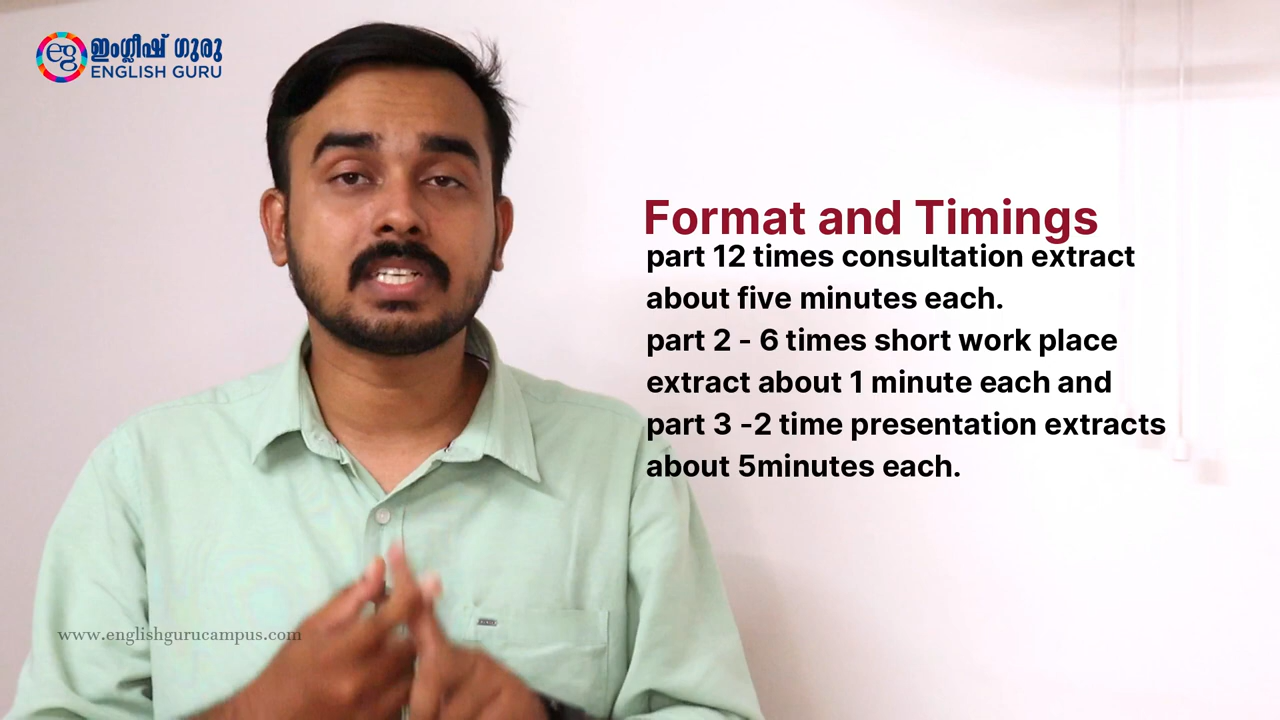 eg ഇംഗ്ലീഷ് ഗുരു
ENGLISH GURU
Format and Timings
part 12 times consultation extract
about five minutes each.
part 2 - 6 times short work place
extract about 1 minute each and
part 3 -2 time presentation extracts
about 5minutes each.
www.englishgurucampus.com